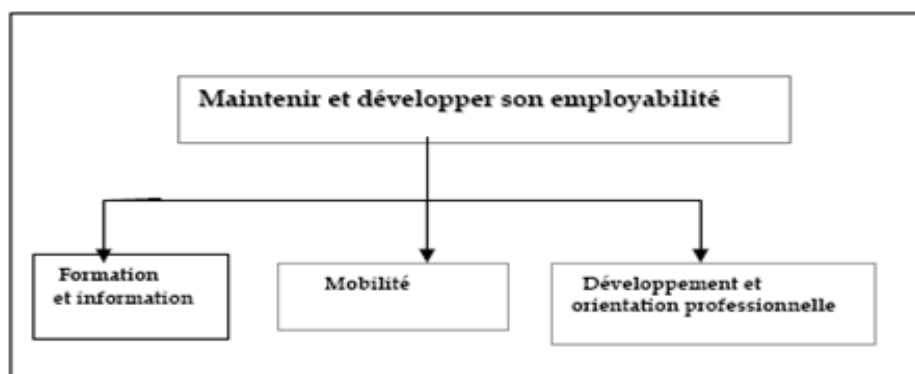 Maintenir et développer son employabilité
Formation
et information
Mobilité
Développement et
orientation professionnelle